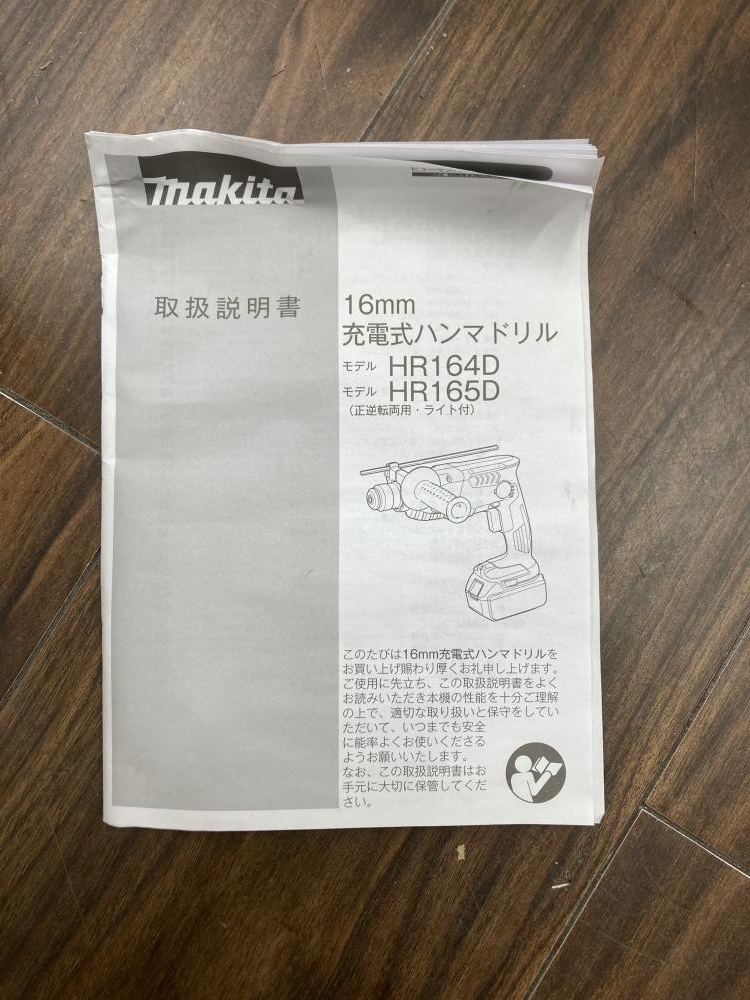 makita
取扱説明書
16mm
充電式ハンマドリル
モデル HR164D
モデル HR165D
（正逆転両用・ライト付）
このたびは16mm充電式ハンマドリルを
お買い上げ賜わり厚くお礼申し上げます。
ご使用に先立ち、この取扱説明書をよく
お読みいただき本機の性能を十分ご理解
の上で、適切な取り扱いと保守をしてい
ただいて、いつまでも安全
に能率よくお使いくださる
ようお願いいたします。
なお、この取扱説明書はお
手元に大切に保管してくだ
さい。